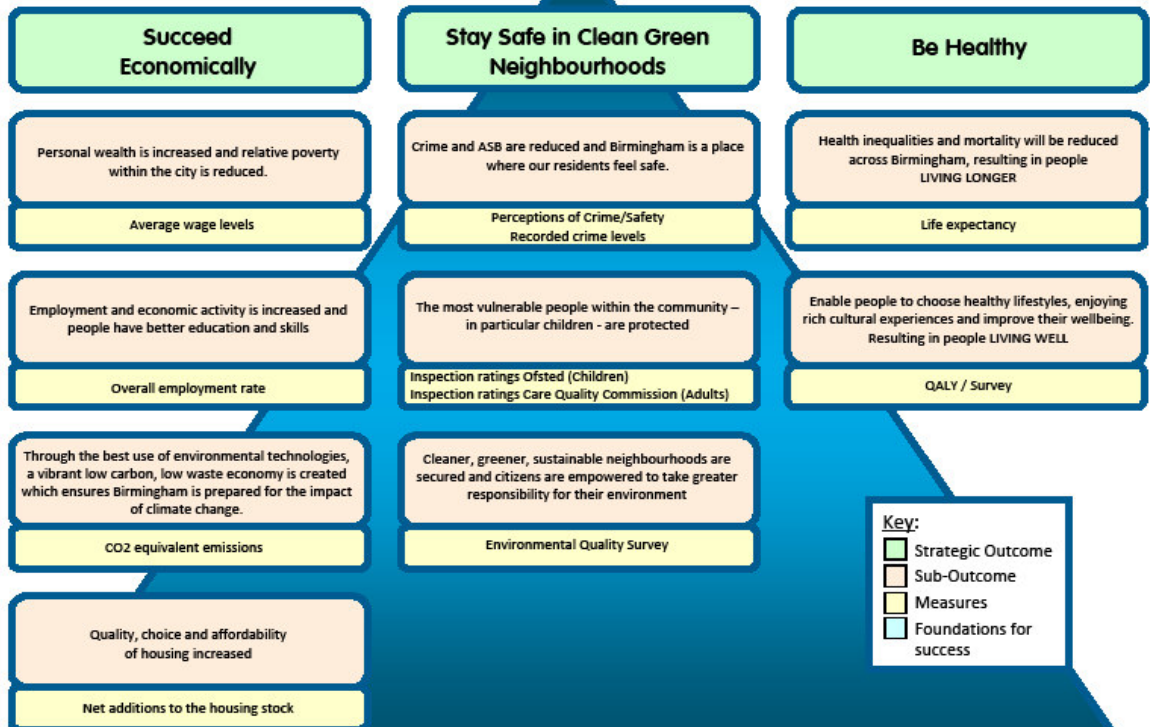 Succeed
Economically
Personal wealth is increased and relative poverty
within the city is reduced.
Average wage levels
Employment and economic activity is increased and
people have better education and skills
Overall employment rate
Through the best use of environmental technologies,
a vibrant low carbon, low waste economy is created
which ensures Birmingham is prepared for the impact
of climate change.
CO2 equivalent emissions
Quality, choice and affordability
of housing increased
Net additions to the housing stock
Stay Safe in Clean Green
Neighbourhoods
Crime and ASB are reduced and Birmingham is a place
where our residents feel safe.
Perceptions of Crime/Safety
Recorded crime levels
The most vulnerable people within the community –
in particular children - are protected
Inspection ratings Ofsted (Children)
Inspection ratings Care Quality Commission (Adults)
Cleaner, greener, sustainable neighbourhoods are
secured and citizens are empowered to take greater
responsibility for their environment
Environmental Quality Survey
Be Healthy
Health inequalities and mortality will be reduced
across Birmingham, resulting in people
LIVING LONGER
Life expectancy
Enable people to choose healthy lifestyles, enjoying
rich cultural experiences and improve their wellbeing.
Resulting in people LIVING WELL
QALY / Survey
Key:
Strategic Outcome
Sub-Outcome
Measures
Foundations for
success